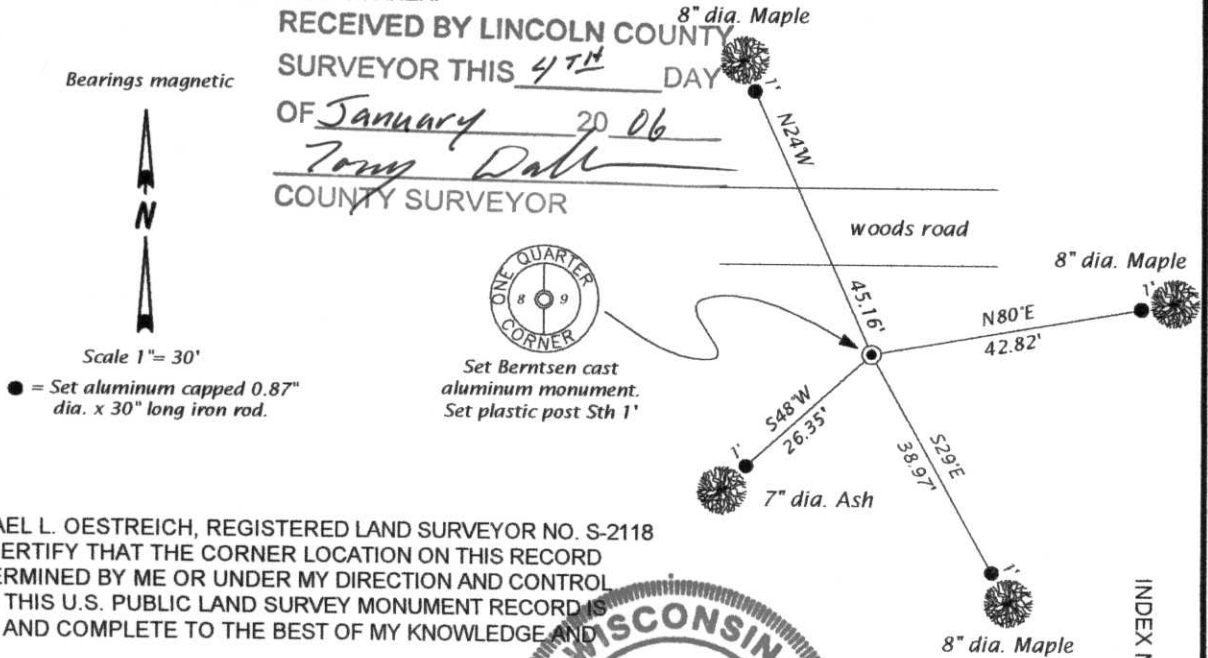 RECEIVED BY LINCOLN COUNTY
SURVEYOR THIS 4TH DAY
OF January 20 06
Tony Dall
COUNTY SURVEYOR
Bearings magnetic
N
Scale 1"= 30'
● = Set aluminum capped 0.87"
dia. x 30" long iron rod.
ONE QUARTER
8 9
CORNER
Set Berntsen cast
aluminum monument.
Set plastic post Sth 1'
8" dia. Maple
1'
N24°W
45.16'
woods road
8" dia. Maple
1'
N80°E
42.82'
S48°W
26.35'
1'
7" dia. Ash
S29°E
38.97'
1'
8" dia. Maple
AEL L. OESTREICH, REGISTERED LAND SURVEYOR NO. S-2118
ERTIFY THAT THE CORNER LOCATION ON THIS RECORD
ERMINED BY ME OR UNDER MY DIRECTION AND CONTROL
THIS U.S. PUBLIC LAND SURVEY MONUMENT RECORD IS
AND COMPLETE TO THE BEST OF MY KNOWLEDGE AND
WISCONSIN
INDEX